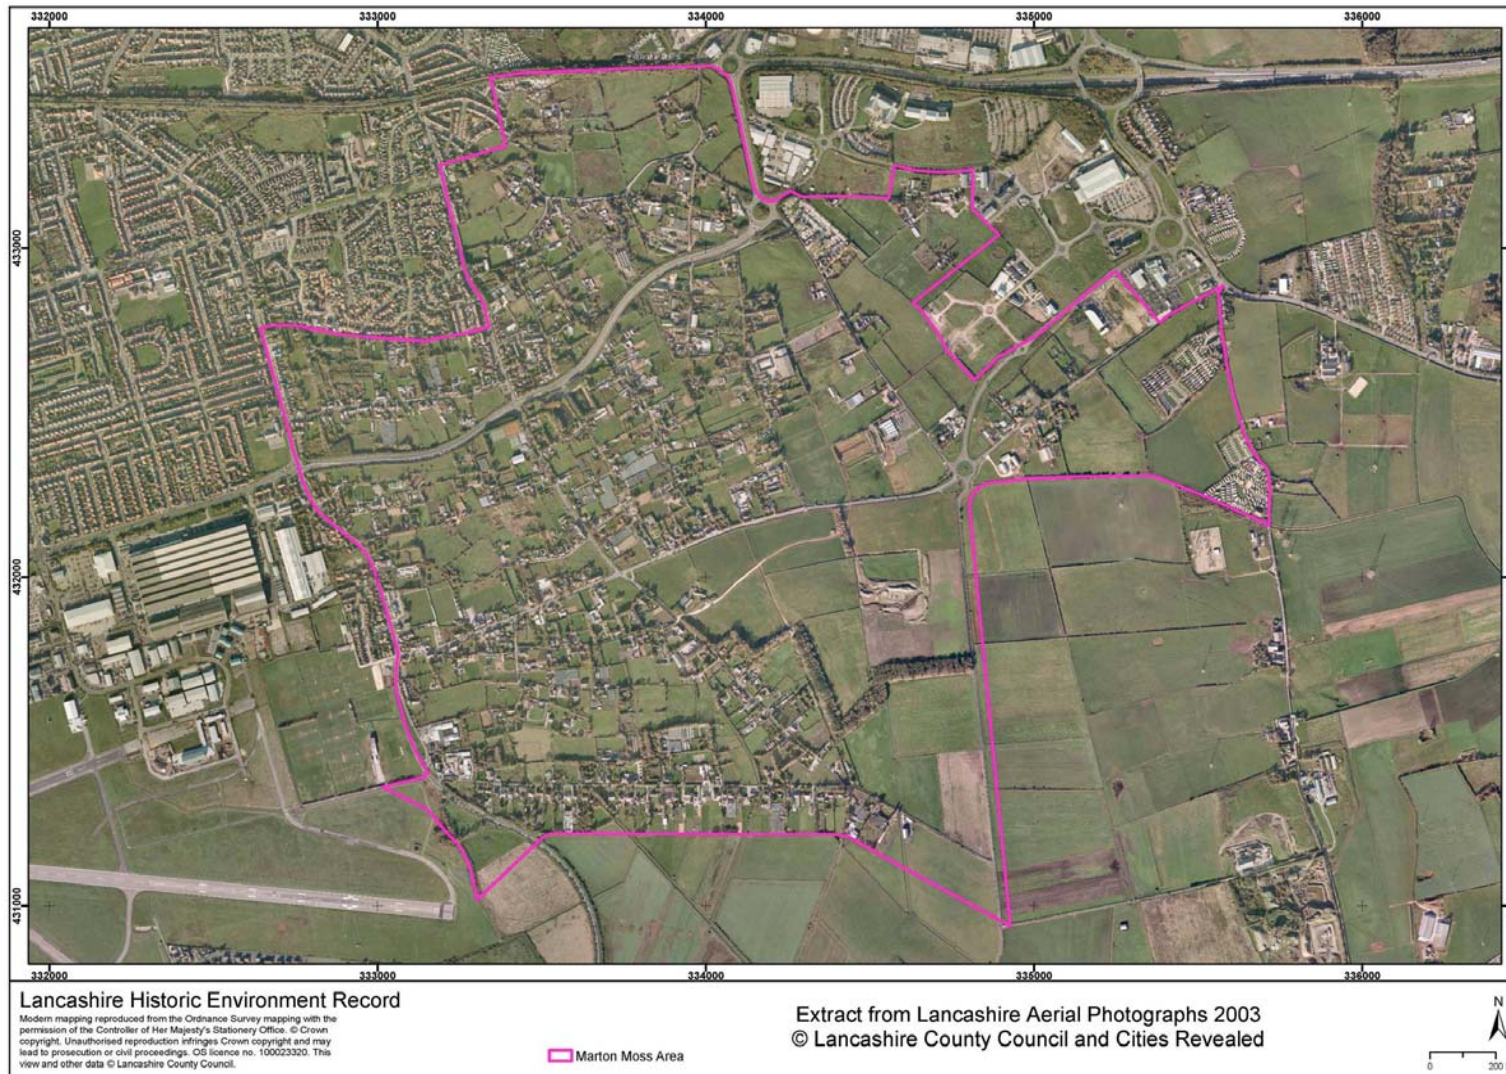 332000 333000 334000 335000 336000
433000
432000
431000
433000
432000
431000
332000 333000 334000 335000 336000
Lancashire Historic Environment Record
Modern mapping reproduced from the Ordnance Survey mapping with the
permission of the Controller of Her Majesty's Stationery Office. © Crown
copyright. Unauthorised reproduction infringes Crown copyright and may
lead to prosecution or civil proceedings. OS licence no. 100023320. This
view and other data © Lancashire County Council.
Marton Moss Area
Extract from Lancashire Aerial Photographs 2003
© Lancashire County Council and Cities Revealed
N
0 200